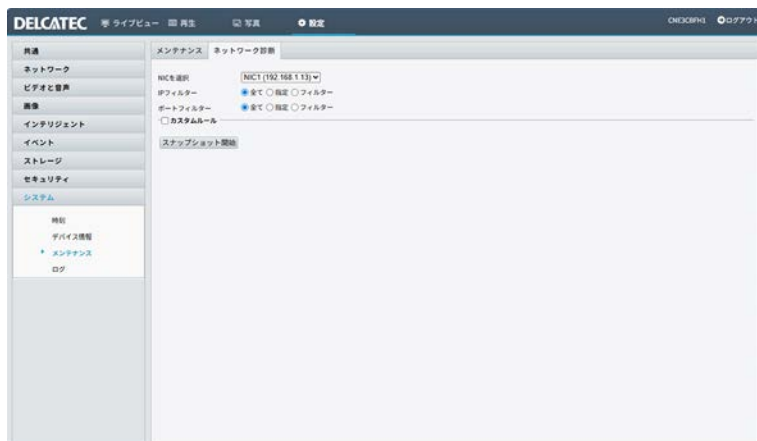 DELCATEC ライブビュー 再生 写真 設定 ログアウト
共通
ネットワーク
ビデオと音声
画像
インテリジェント
イベント
ストレージ
セキュリティ
システム
時刻
デバイス情報
メンテナンス
ログ
メンテナンス ネットワーク診断
NICを選択 NIC1 (192.168.1.13)
IPフィルター 全て 指定 フィルター
ポートフィルター 全て 指定 フィルター
カスタムルール
スナップショット開始